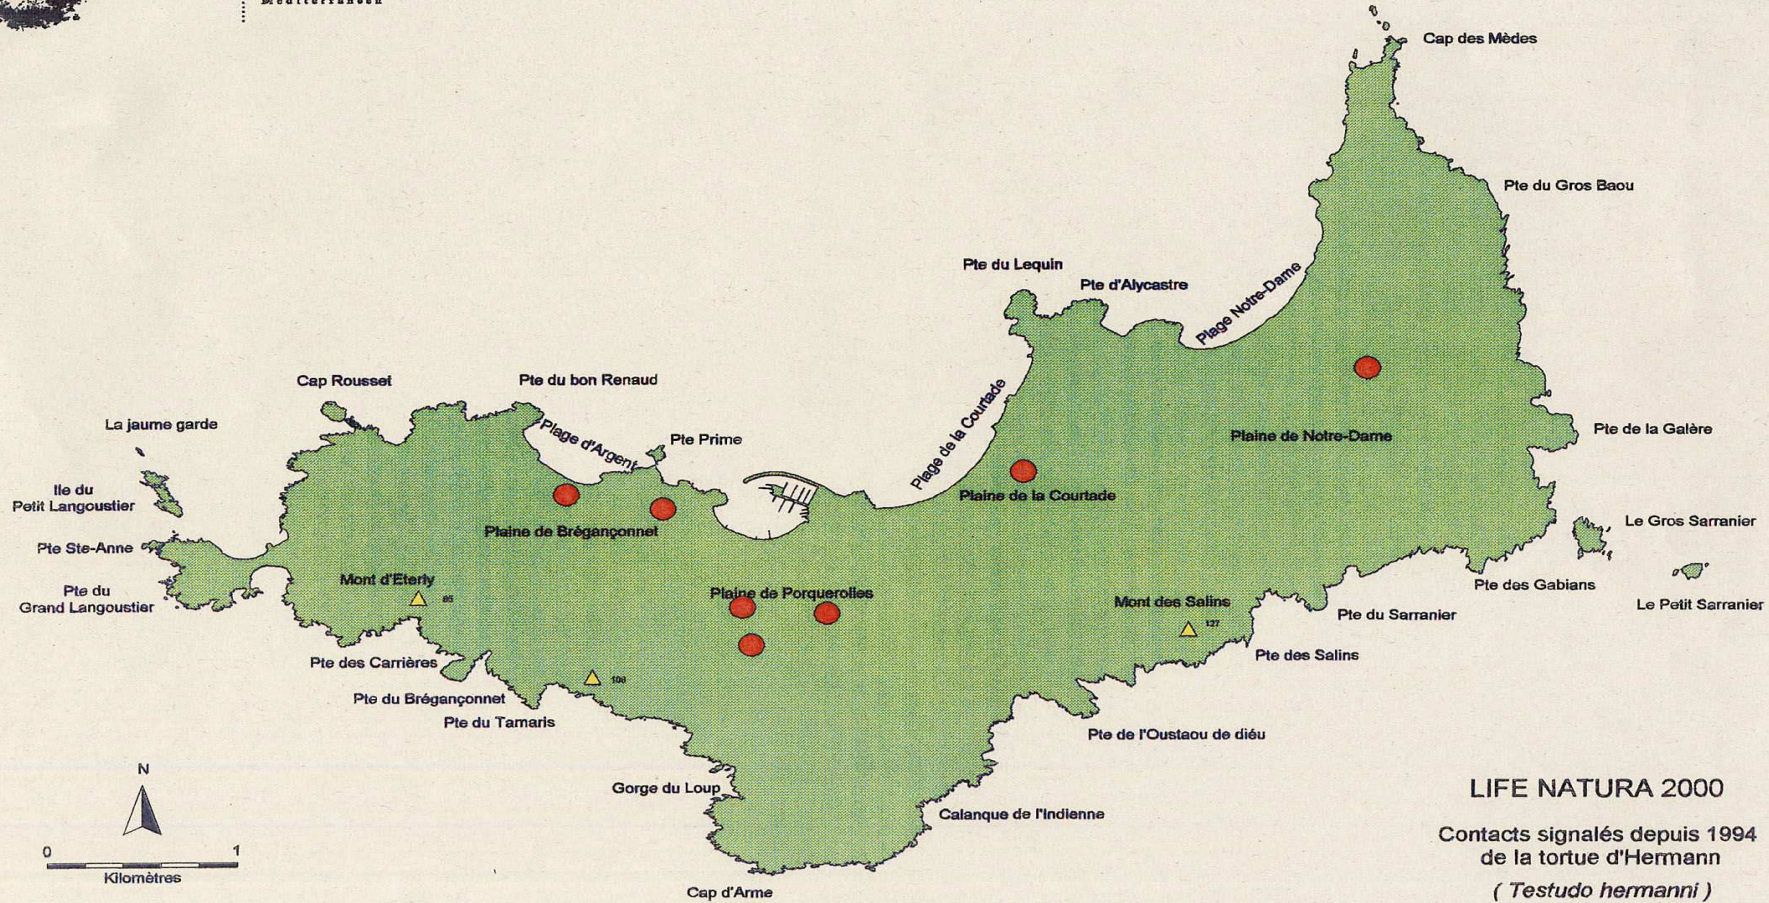 Méditerranéen
Cap des Mèdes
Pte du Gros Baou
Pte du Lequin
Pte d'Alycastre
Plage Notre-Dame
Cap Rousset
Pte du bon Renaud
La jaume garde
Plage d'Argent
Pte Prime
Plage de la Courtade
Plaine de Notre-Dame
Pte de la Galère
Ile du
Petit Langoustier
Plaine de la Courtade
Plaine de Brégançonnet
Le Gros Sarranier
Pte Ste-Anne
Mont d'Eterly
85
Pte du
Grand Langoustier
Plaine de Porquerolles
Mont des Salins
127
Pte des Gabians
Le Petit Sarranier
Pte du Sarranier
Pte des Salins
Pte des Carrières
108
Pte du Brégançonnet
Pte du Tamaris
Pte de l'Oustaou de diéu
Gorge du Loup
Calanque de l'Indienne
Cap d'Arme
N
0 1
Kilomètres
LIFE NATURA 2000
Contacts signalés depuis 1994
de la tortue d'Hermann
( Testudo hermanni )